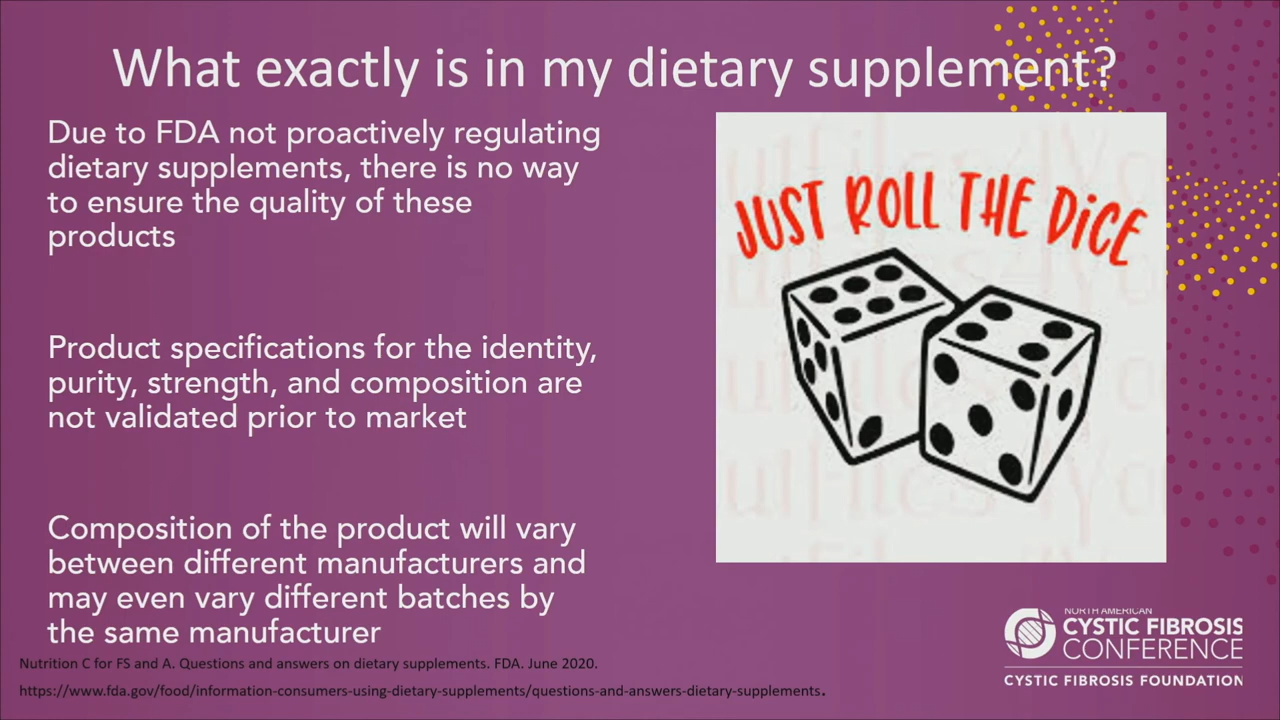 What exactly is in my dietary supplement?
Due to FDA not proactively regulating
dietary supplements, there is no way
to ensure the quality of these
products
Product specifications for the identity,
purity, strength, and composition are
not validated prior to market
Composition of the product will vary
between different manufacturers and
may even vary different batches by
the same manufacturer
JUST ROLL THE DiCE
Nutrition C for FS and A. Questions and answers on dietary supplements. FDA. June 2020.
https://www.fda.gov/food/information-consumers-using-dietary-supplements/questions-and-answers-dietary-supplements.
NORTH AMERICAN
CYSTIC FIBROSIS
CONFERENCE
CYSTIC FIBROSIS FOUNDATION